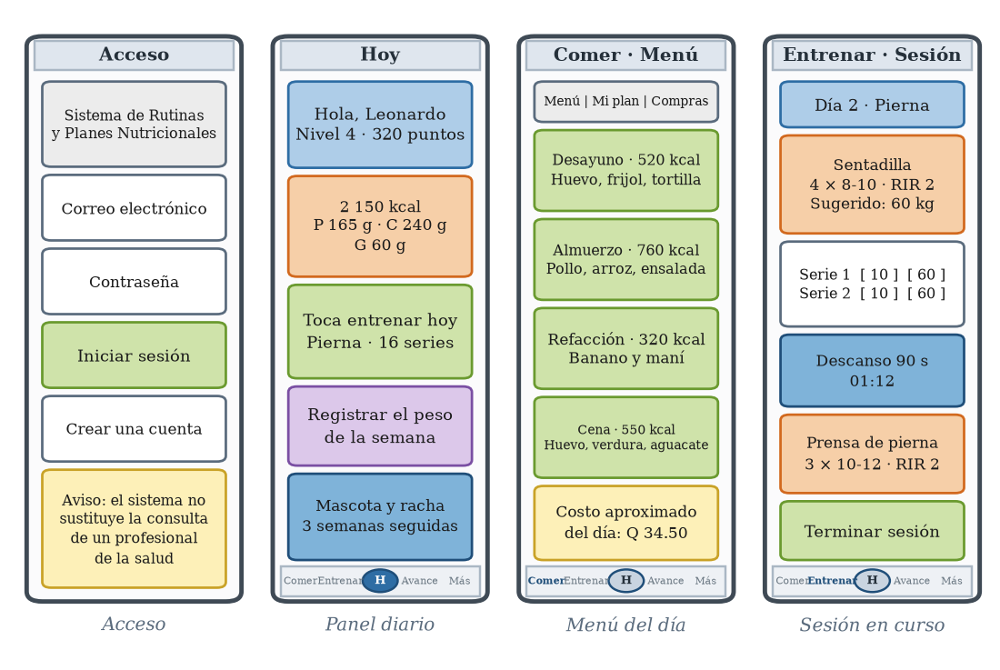 Acceso
Sistema de Rutinas
y Planes Nutricionales
Correo electrónico
Contraseña
Iniciar sesión
Crear una cuenta
Aviso: el sistema no
sustituye la consulta
de un profesional
de la salud
Acceso
Hoy
Hola, Leonardo
Nivel 4 · 320 puntos
2 150 kcal
P 165 g · C 240 g
G 60 g
Toca entrenar hoy
Pierna · 16 series
Registrar el peso
de la semana
Mascota y racha
3 semanas seguidas
Comer Entrenar H Avance Más
Panel diario
Comer · Menú
Menú | Mi plan | Compras
Desayuno · 520 kcal
Huevo, frijol, tortilla
Almuerzo · 760 kcal
Pollo, arroz, ensalada
Refacción · 320 kcal
Banano y maní
Cena · 550 kcal
Huevo, verdura, aguacate
Costo aproximado
del día: Q 34.50
Comer Entrenar H Avance Más
Menú del día
Entrenar · Sesión
Día 2 · Pierna
Sentadilla
4 × 8-10 · RIR 2
Sugerido: 60 kg
Serie 1 [ 10 ] [ 60 ]
Serie 2 [ 10 ] [ 60 ]
Descanso 90 s
01:12
Prensa de pierna
3 × 10-12 · RIR 2
Terminar sesión
Comer Entrenar H Avance Más
Sesión en curso